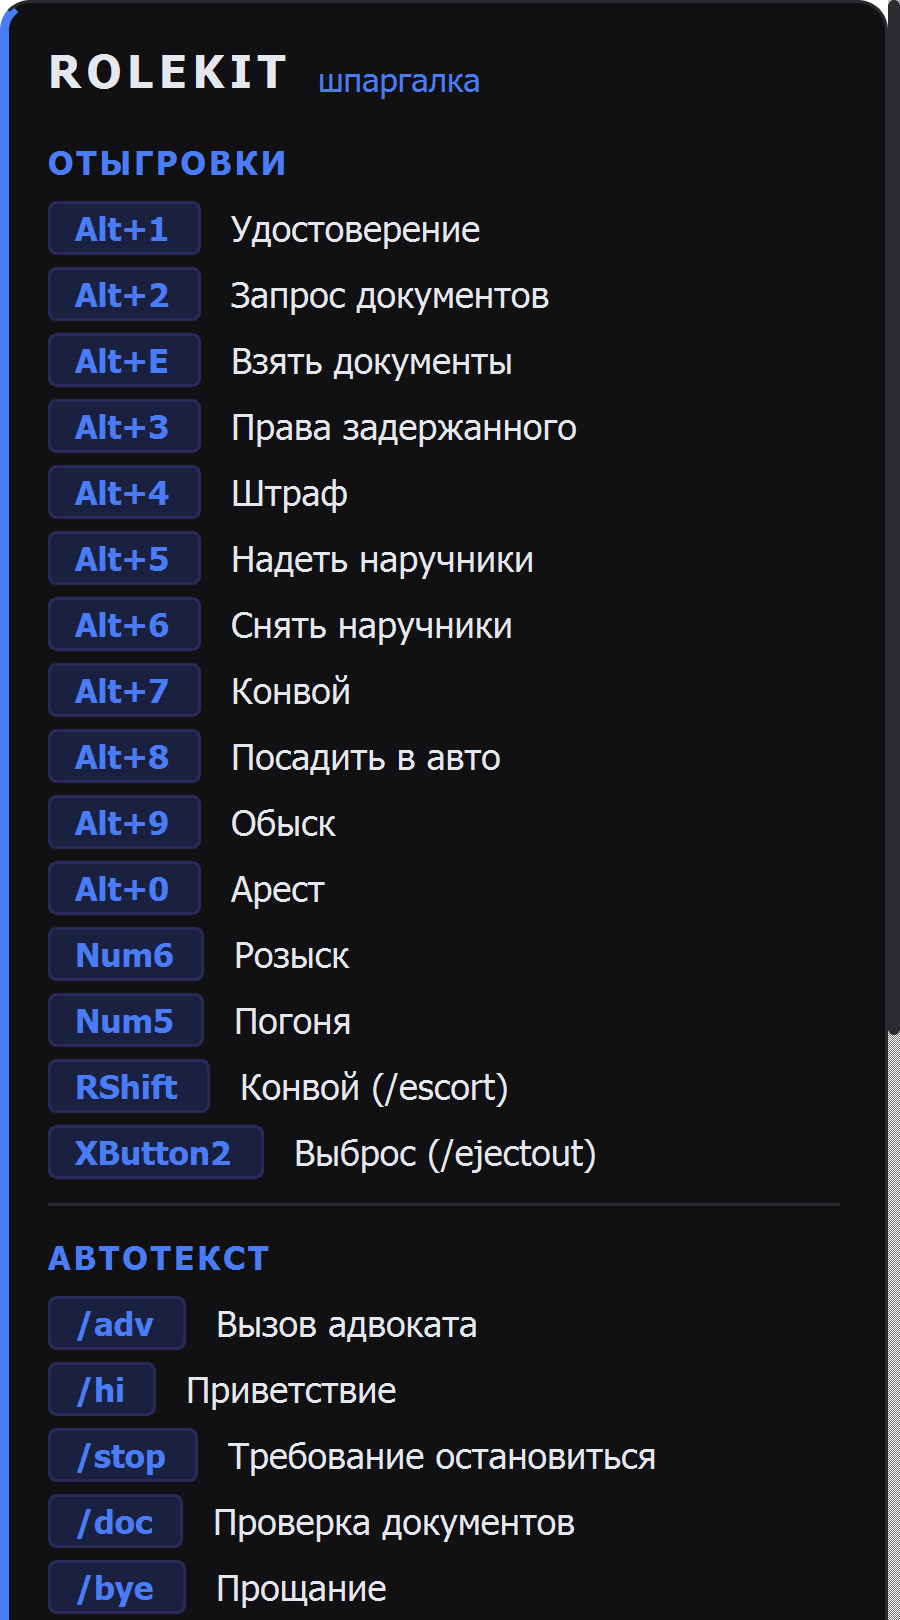 ROLEKIT шпаргалка
ОТЫГРОВКИ
Alt+1 Удостоверение
Alt+2 Запрос документов
Alt+E Взять документы
Alt+3 Права задержанного
Alt+4 Штраф
Alt+5 Надеть наручники
Alt+6 Снять наручники
Alt+7 Конвой
Alt+8 Посадить в авто
Alt+9 Обыск
Alt+0 Арест
Num6 Розыск
Num5 Погоня
RShift Конвой (/escort)
XButton2 Выброс (/ejectout)
АВТОТЕКСТ
/adv Вызов адвоката
/hi Приветствие
/stop Требование остановиться
/doc Проверка документов
/bye Прощание